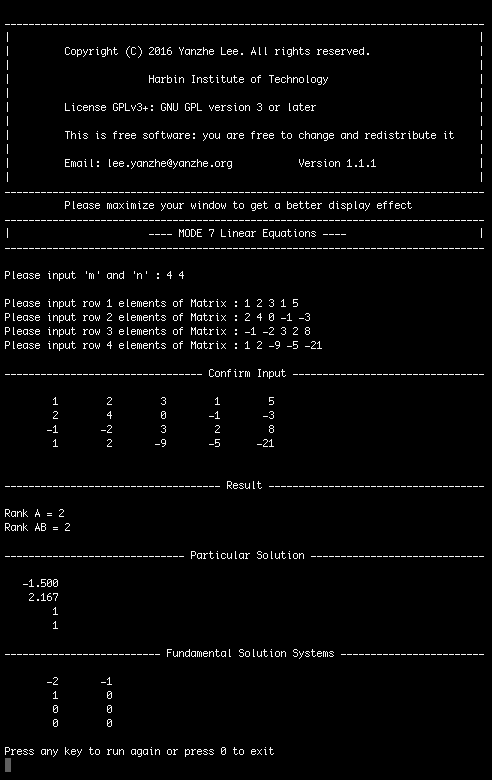 Copyright (C) 2016 Yanzhe Lee. All rights reserved.
Harbin Institute of Technology
License GPLv3+: GNU GPL version 3 or later
This is free software: you are free to change and redistribute it
Email: lee.yanzhe@yanzhe.org Version 1.1.1
Please maximize your window to get a better display effect
---- MODE 7 Linear Equations ----
Please input 'm' and 'n' : 4 4
Please input row 1 elements of Matrix : 1 2 3 1 5
Please input row 2 elements of Matrix : 2 4 0 -1 -3
Please input row 3 elements of Matrix : -1 -2 3 2 8
Please input row 4 elements of Matrix : 1 2 -9 -5 -21
Confirm Input
1 2 3 1 5
2 4 0 -1 -3
-1 -2 3 2 8
1 2 -9 -5 -21
Result
Rank A = 2
Rank AB = 2
Particular Solution
-1.500
2.167
1
1
Fundamental Solution Systems
-2 -1
1 0
0 0
0 0
Press any key to run again or press 0 to exit